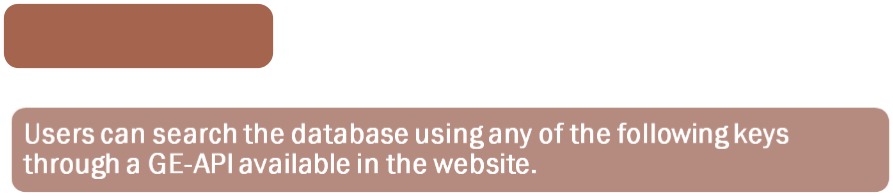 Users can search the database using any of the following keys
through a GE-API available in the website.